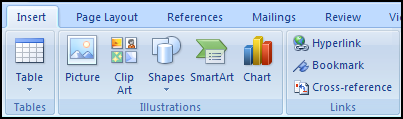 Insert Page Layout References Mailings Review
Table
Picture
Clip
Art
Shapes
SmartArt
Chart
Hyperlink
Bookmark
Cross-reference
Tables
Illustrations
Links